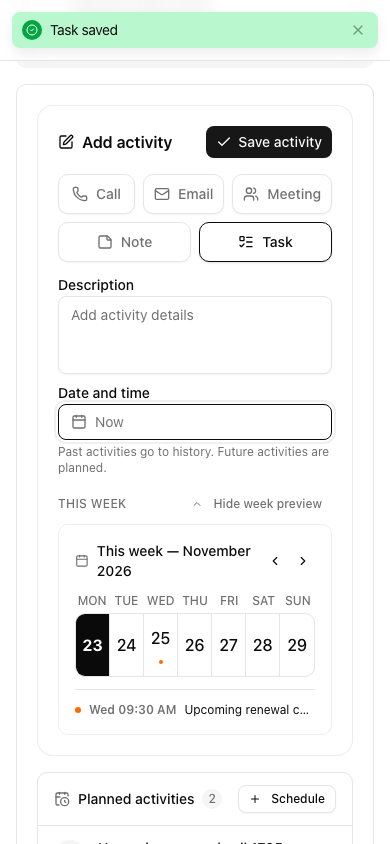 Task saved
Add activity
Save activity
Call
Email
Meeting
Note
Task
Description
Add activity details
Date and time
Now
Past activities go to history. Future activities are
planned.
THIS WEEK
Hide week preview
This week — November
2026
MON TUE WED THU FRI SAT SUN
23 24 25 26 27 28 29
Wed 09:30 AM Upcoming renewal c...
Planned activities 2
Schedule